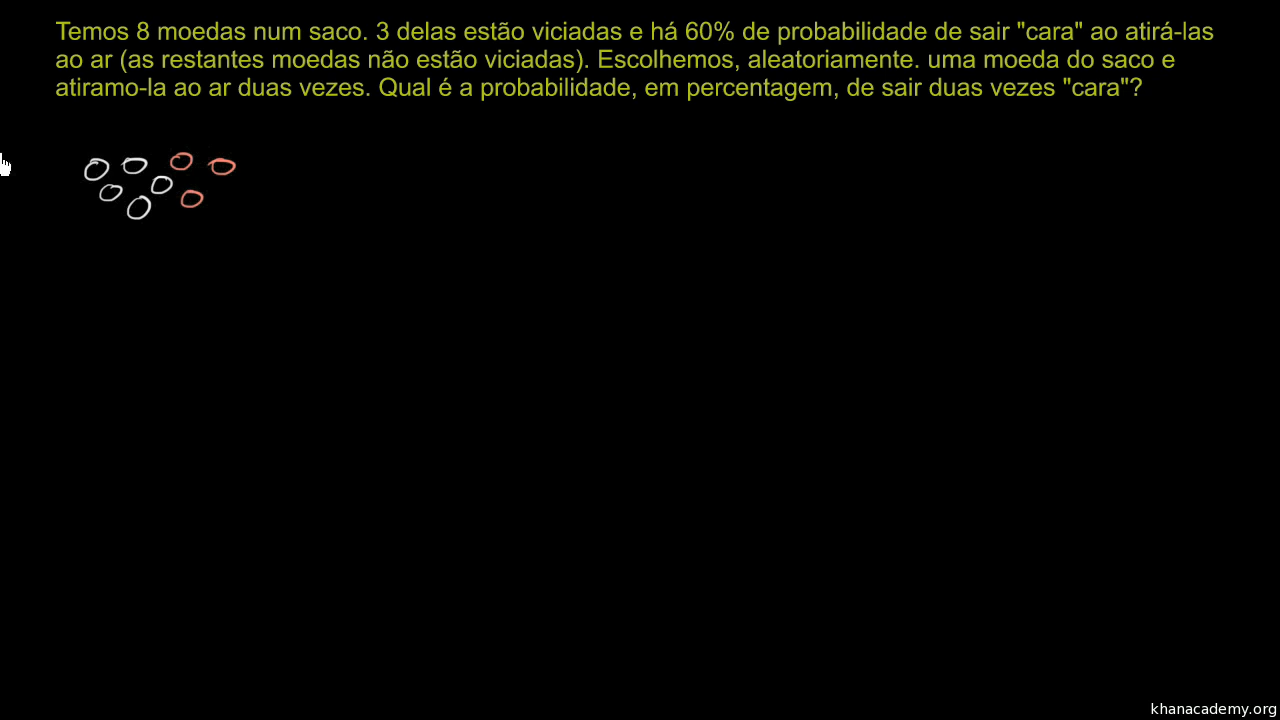 Temos 8 moedas num saco. 3 delas estão viciadas e há 60% de probabilidade de sair "cara" ao atirá-las
ao ar (as restantes moedas não estão viciadas). Escolhemos, aleatoriamente. uma moeda do saco e
atiramo-la ao ar duas vezes. Qual é a probabilidade, em percentagem, de sair duas vezes "cara"?
khanacademy.org